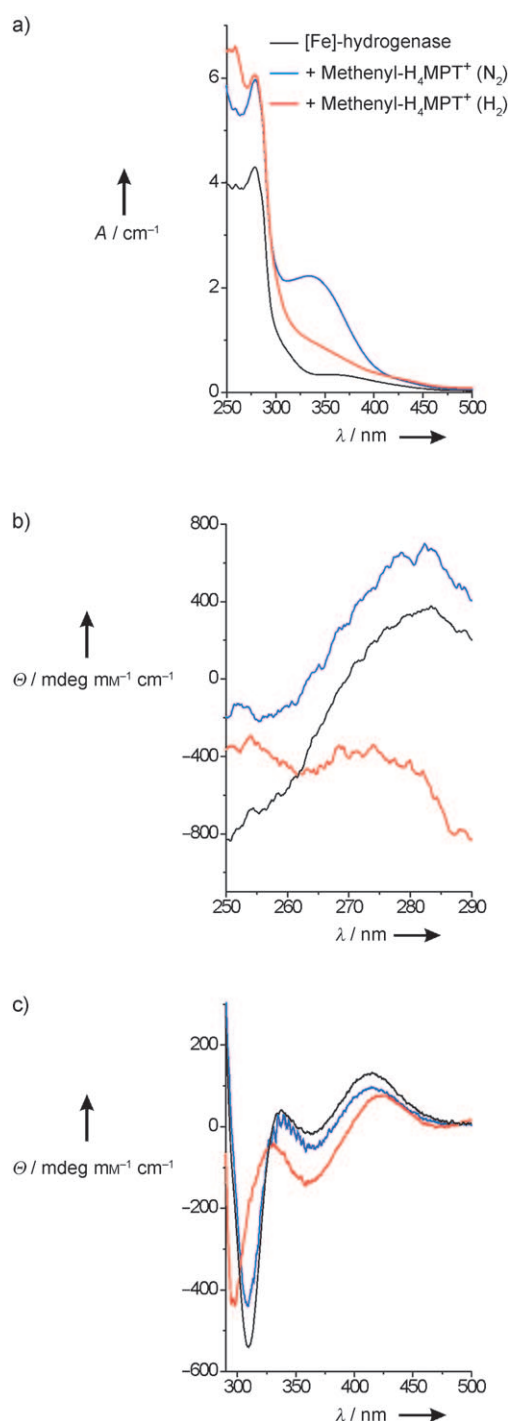 a)
[Fe]-hydrogenase
+ Methenyl-H₄MPT⁺ (N₂)
+ Methenyl-H₄MPT⁺ (H₂)
6
4
2
0
A / cm⁻¹
250 300 350 400 450 500
λ / nm
b)
800
400
0
−400
−800
Θ / mdeg mM⁻¹ cm⁻¹
250 260 270 280 290
λ / nm
c)
200
0
−200
−400
−600
Θ / mdeg mM⁻¹ cm⁻¹
300 350 400 450 500
λ / nm